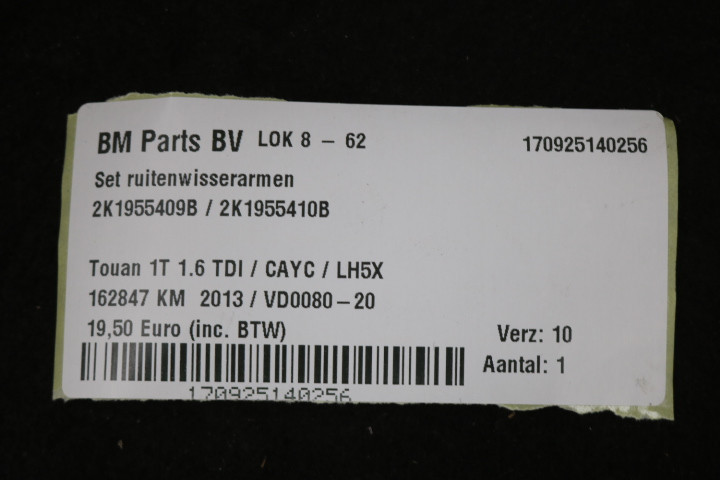 BM Parts BV LOK 8 - 62 170925140256
Set ruitenwisserarmen
2K1955409B / 2K1955410B
Touan 1T 1.6 TDI / CAYC / LH5X
162847 KM 2013 / VD0080-20
19,50 Euro (inc. BTW) Verz: 10
Aantal: 1
170925140256